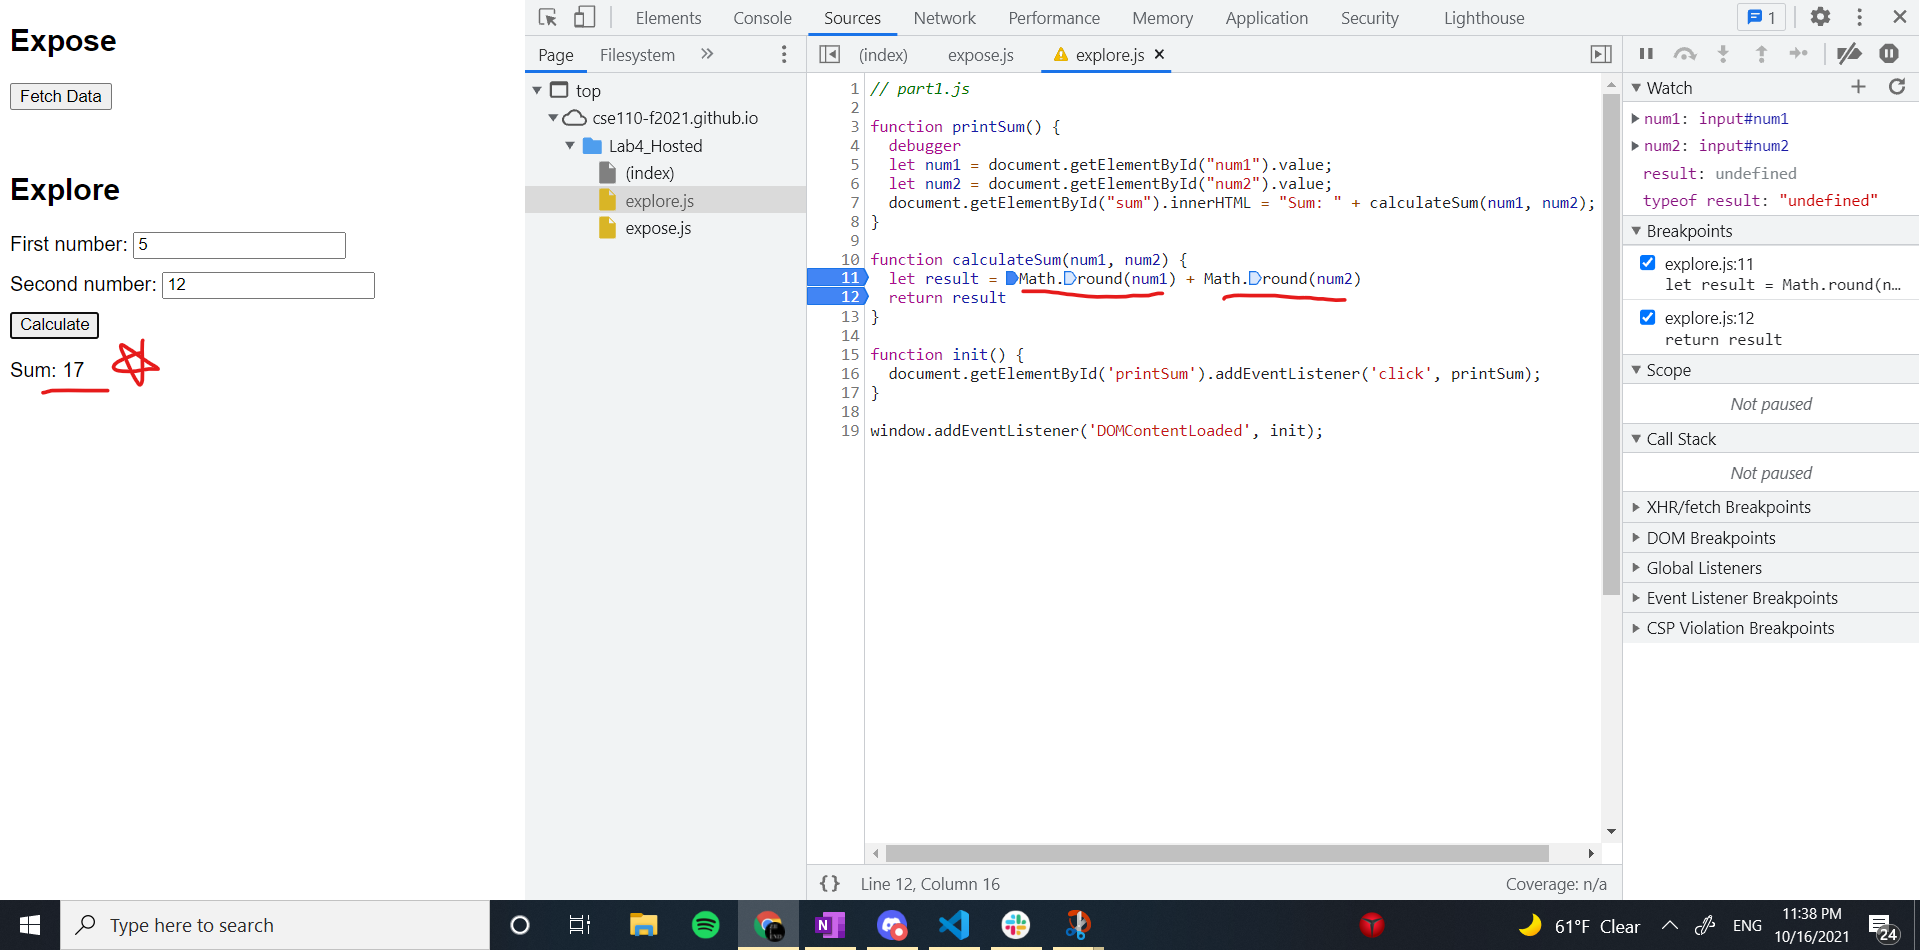 Expose
Fetch Data
Explore
First number: 5
Second number: 12
Calculate
Sum: 17
Elements Console Sources Network Performance Memory Application Security Lighthouse 1
Page Filesystem
top
cse110-f2021.github.io
Lab4_Hosted
(index)
explore.js
expose.js
(index) expose.js explore.js
1 // part1.js
2
3 function printSum() {
4 debugger
5 let num1 = document.getElementById("num1").value;
6 let num2 = document.getElementById("num2").value;
7 document.getElementById("sum").innerHTML = "Sum: " + calculateSum(num1, num2);
8 }
9
10 function calculateSum(num1, num2) {
11 let result = Math.round(num1) + Math.round(num2)
12 return result
13 }
14
15 function init() {
16 document.getElementById('printSum').addEventListener('click', printSum);
17 }
18
19 window.addEventListener('DOMContentLoaded', init);
{} Line 12, Column 16 Coverage: n/a
Watch
num1: input#num1
num2: input#num2
result: undefined
typeof result: "undefined"
Breakpoints
explore.js:11
let result = Math.round(n…
explore.js:12
return result
Scope
Not paused
Call Stack
Not paused
XHR/fetch Breakpoints
DOM Breakpoints
Global Listeners
Event Listener Breakpoints
CSP Violation Breakpoints
Type here to search
61°F Clear ENG
11:38 PM
10/16/2021
24